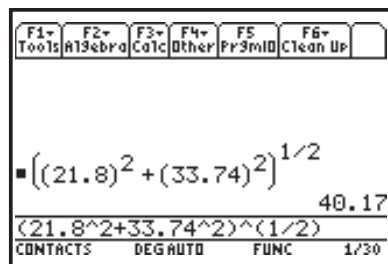 F1▾ F2▾ F3▾ F4▾ F5 F6▾
Tools Algebra Calc Other PrgmIO Clean Up
▪((21.8)² + (33.74)²)^1/2
40.17
(21.8^2+33.74^2)^(1/2)
CONTACTS DEG AUTO FUNC 1/30